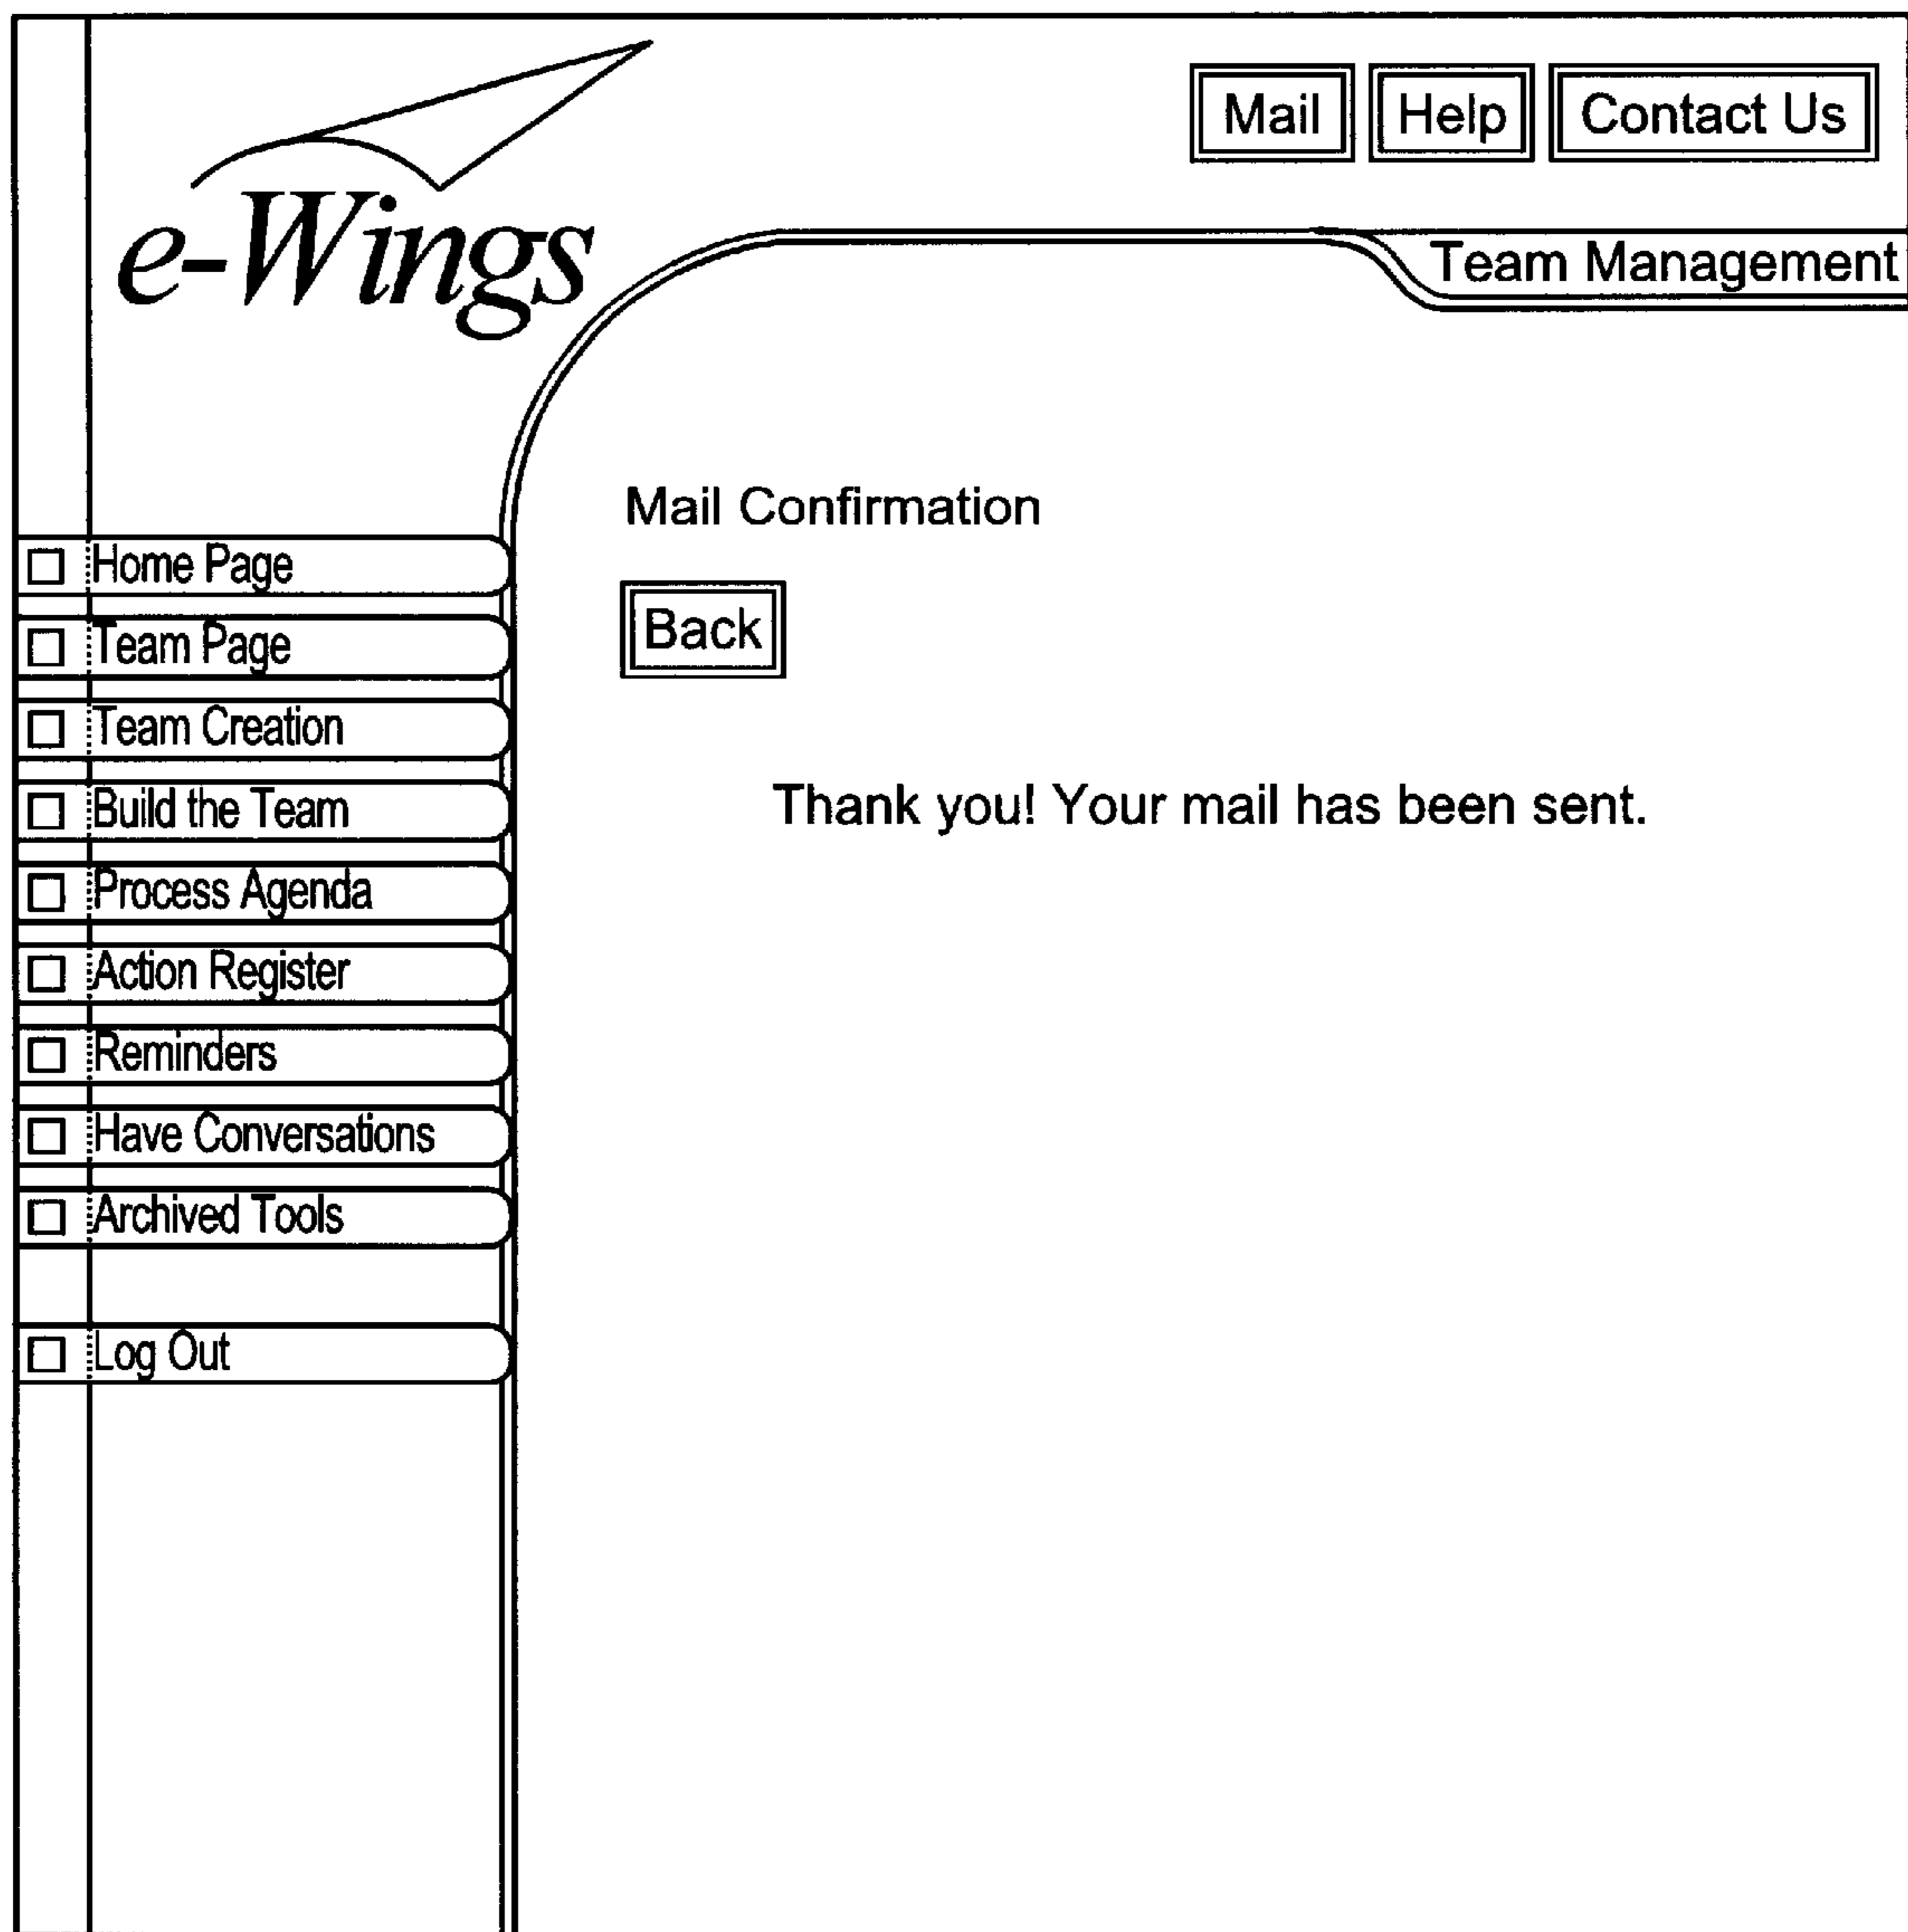 e-Wings
Mail
Help
Contact Us
Team Management
Home Page
Team Page
Team Creation
Build the Team
Process Agenda
Action Register
Reminders
Have Conversations
Archived Tools
Log Out
Mail Confirmation
Back
Thank you! Your mail has been sent.